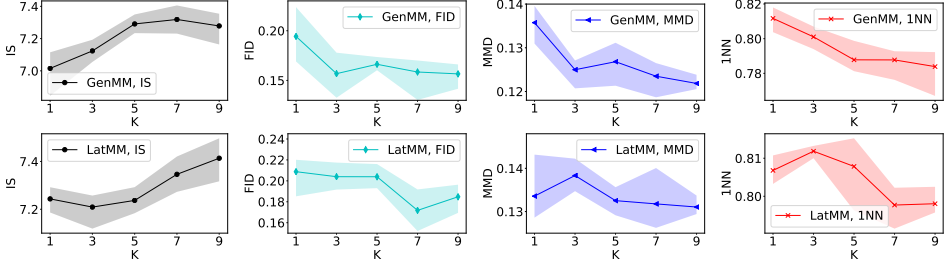 7.4
7.2
7.0
IS
GenMM, IS
1 3 5 7 9
K
0.20
0.15
FID
GenMM, FID
1 3 5 7 9
K
0.14
0.13
0.12
MMD
GenMM, MMD
1 3 5 7 9
K
0.82
0.80
0.78
1NN
GenMM, 1NN
1 3 5 7 9
K
7.4
7.2
IS
LatMM, IS
1 3 5 7 9
K
0.24
0.22
0.20
0.18
0.16
FID
LatMM, FID
1 3 5 7 9
K
0.14
0.13
MMD
LatMM, MMD
1 3 5 7 9
K
0.81
0.80
1NN
LatMM, 1NN
1 3 5 7 9
K